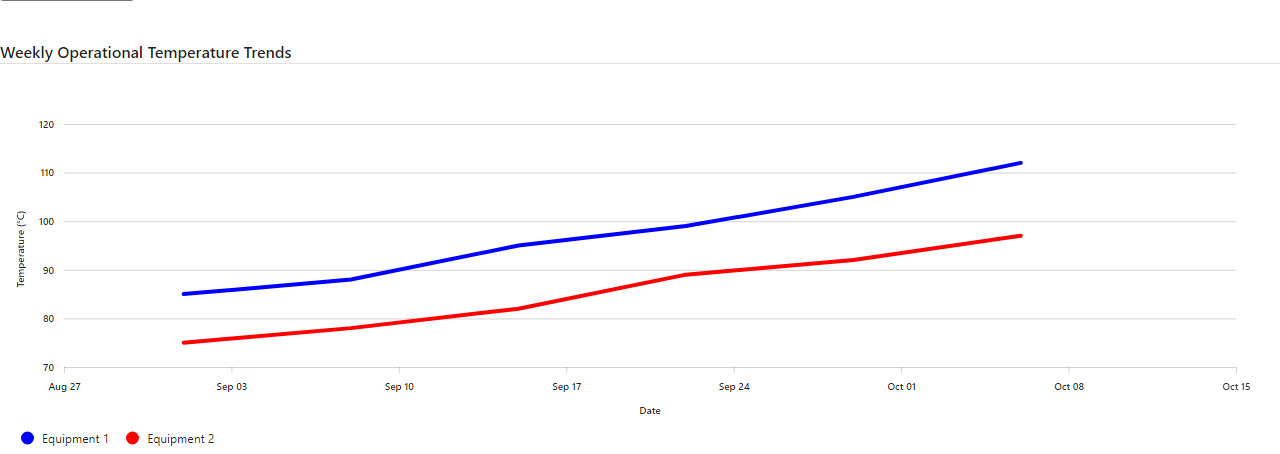 Weekly Operational Temperature Trends
120
110
100
90
80
70
Temperature (°C)
Aug 27 Sep 03 Sep 10 Sep 17 Sep 24 Oct 01 Oct 08 Oct 15
Date
Equipment 1 Equipment 2